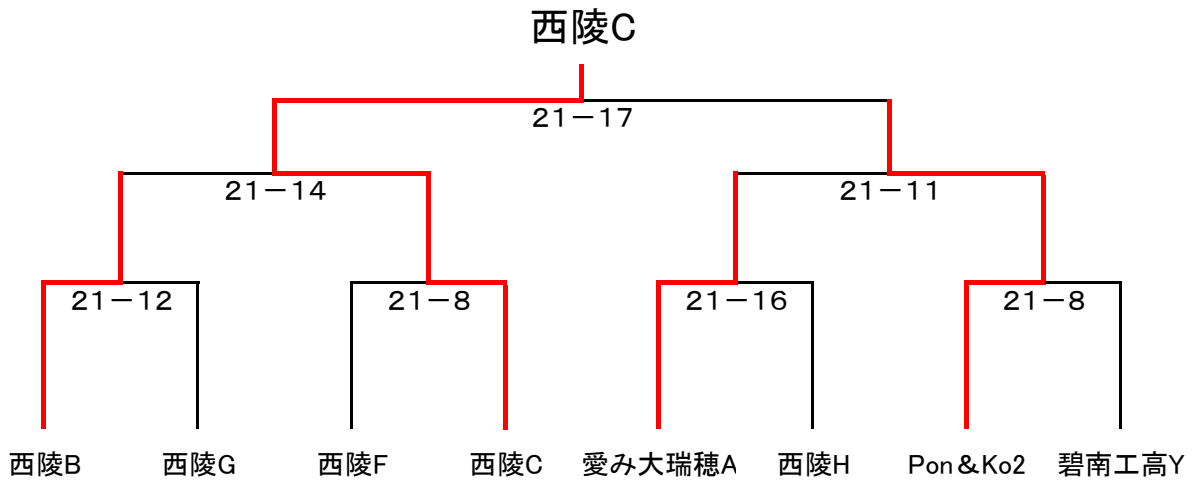 西陵C
21－17
21－14
21－11
21－12
21－8
21－16
21－8
西陵B
西陵G
西陵F
西陵C
愛み大瑞穂A
西陵H
Pon＆Ko2
碧南工高Y